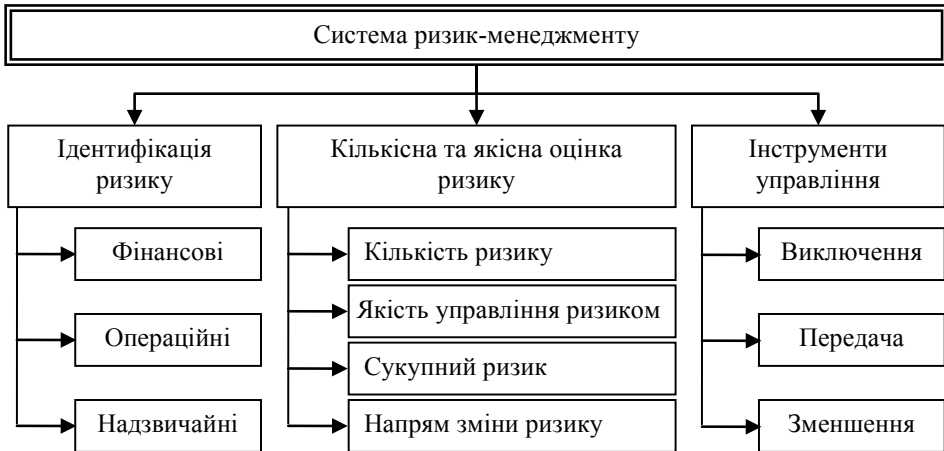 Система ризик-менеджменту
Ідентифікація
ризику
Фінансові
Операційні
Надзвичайні
Кількісна та якісна оцінка
ризику
Кількість ризику
Якість управління ризиком
Сукупний ризик
Напрям зміни ризику
Інструменти
управління
Виключення
Передача
Зменшення